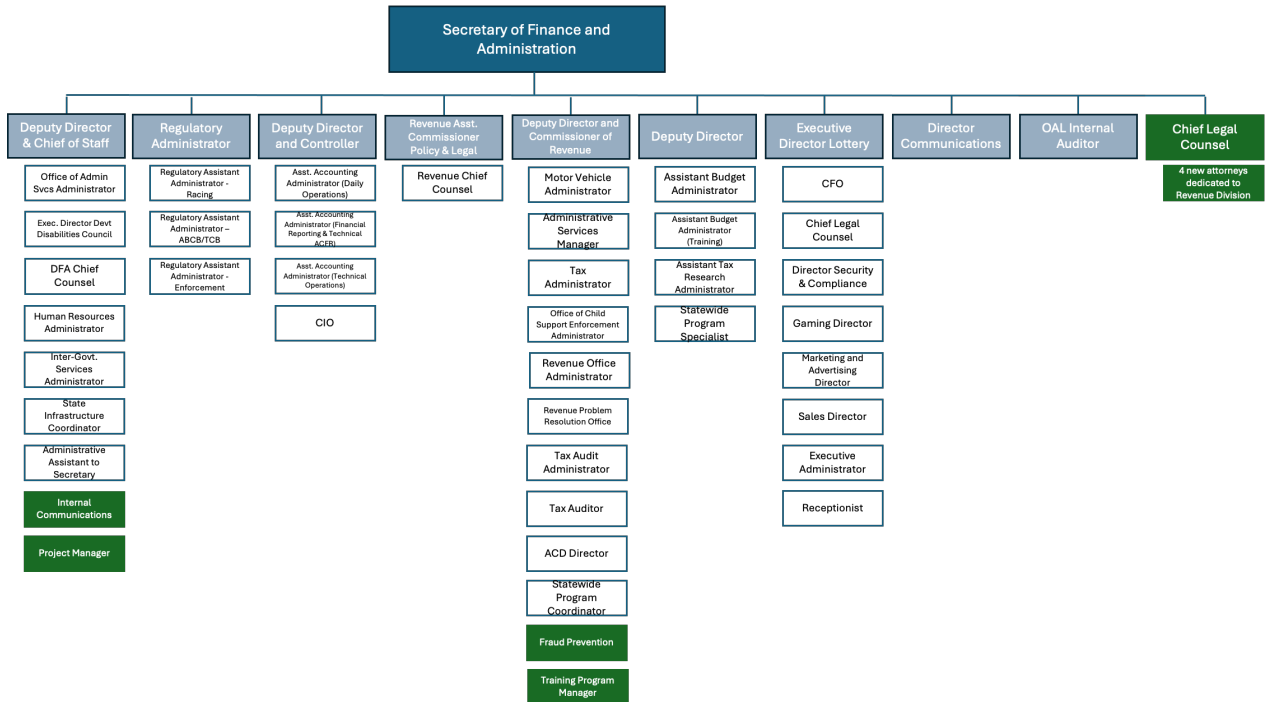 Secretary of Finance and
Administration
Deputy Director
& Chief of Staff
Office of Admin
Svcs Administrator
Exec. Director Devt
Disabilities Council
DFA Chief
Counsel
Human Resources
Administrator
Inter-Govt.
Services
Administrator
State
Infrastructure
Coordinator
Administrative
Assistant to
Secretary
Internal
Communications
Project Manager
Regulatory
Administrator
Regulatory Assistant
Administrator -
Racing
Regulatory Assistant
Administrator –
ABCB/TCB
Regulatory Assistant
Administrator -
Enforcement
Deputy Director
and Controller
Asst. Accounting
Administrator (Daily
Operations)
Asst. Accounting
Administrator (Financial
Reporting & Technical
ACFR)
Asst. Accounting
Administrator (Technical
Operations)
CIO
Revenue Asst.
Commissioner
Policy & Legal
Revenue Chief
Counsel
Deputy Director and
Commissioner of
Revenue
Motor Vehicle
Administrator
Administrative
Services
Manager
Tax
Administrator
Office of Child
Support Enforcement
Administrator
Revenue Office
Administrator
Revenue Problem
Resolution Office
Tax Audit
Administrator
Tax Auditor
ACD Director
Statewide
Program
Coordinator
Fraud Prevention
Training Program
Manager
Deputy Director
Assistant Budget
Administrator
Assistant Budget
Administrator
(Training)
Assistant Tax
Research
Administrator
Statewide
Program
Specialist
Executive
Director Lottery
CFO
Chief Legal
Counsel
Director Security
& Compliance
Gaming Director
Marketing and
Advertising
Director
Sales Director
Executive
Administrator
Receptionist
Director
Communications
OAL Internal
Auditor
Chief Legal
Counsel
4 new attorneys
dedicated to
Revenue Division